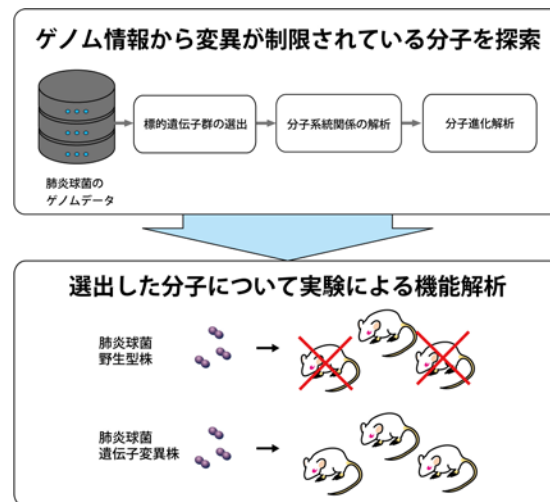 ゲノム情報から変異が制限されている分子を探索
標的遺伝子群の選出
分子系統関係の解析
分子進化解析
肺炎球菌の
ゲノムデータ
選出した分子について実験による機能解析
肺炎球菌
野生型株
肺炎球菌
遺伝子変異株